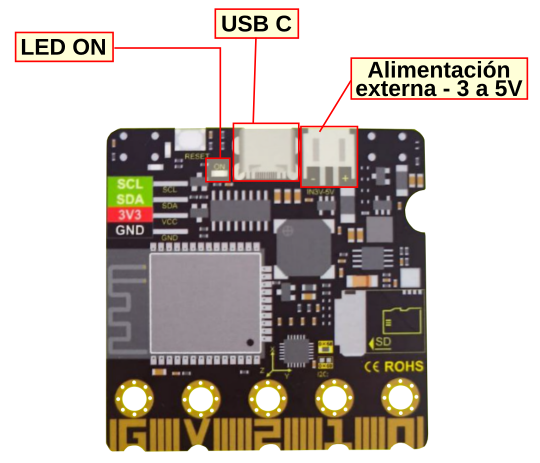 USB C
LED ON
Alimentación
externa - 3 a 5V
RESET
ON
- +
IN3V-5V
SCL SCL
SDA SDA
3V3 VCC
GND GND
SD
X
Z Y
I2C
CE ROHS
G V 2 1 0